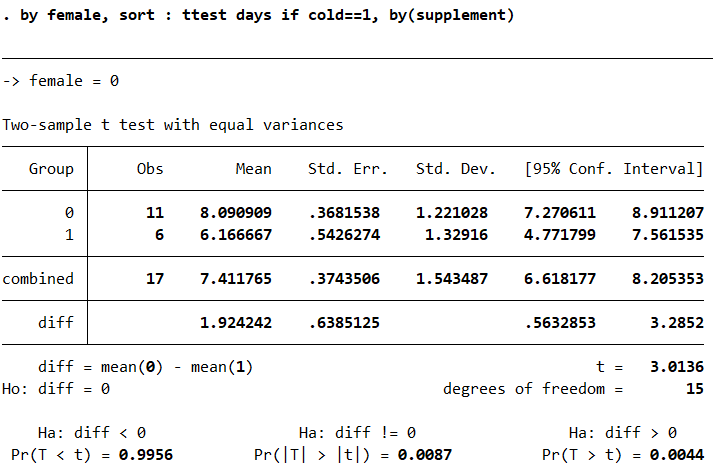 . by female, sort : ttest days if cold==1, by(supplement)
-> female = 0
Two-sample t test with equal variances
Group Obs Mean Std. Err. Std. Dev. [95% Conf. Interval]
0 11 8.090909 .3681538 1.221028 7.270611 8.911207
1 6 6.166667 .5426274 1.32916 4.771799 7.561535
combined 17 7.411765 .3743506 1.543487 6.618177 8.205353
diff 1.924242 .6385125 .5632853 3.2852
diff = mean(0) - mean(1) t = 3.0136
Ho: diff = 0 degrees of freedom = 15
Ha: diff < 0 Ha: diff != 0 Ha: diff > 0
Pr(T < t) = 0.9956 Pr(|T| > |t|) = 0.0087 Pr(T > t) = 0.0044